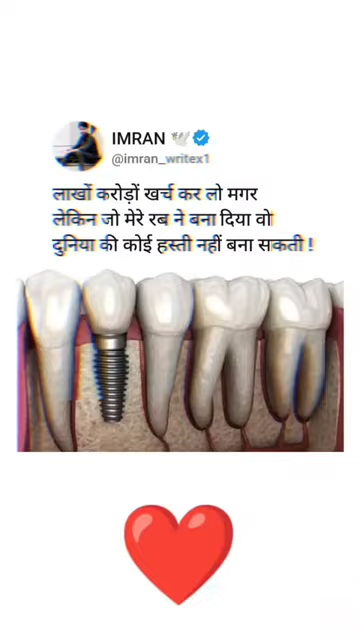 IMRAN 🕊️
@imran_writex1
लाखों करोड़ों खर्च कर लो मगर
लेकिन जो मेरे रब ने बना दिया वो
दुनिया की कोई हस्ती नहीं बना सकती !